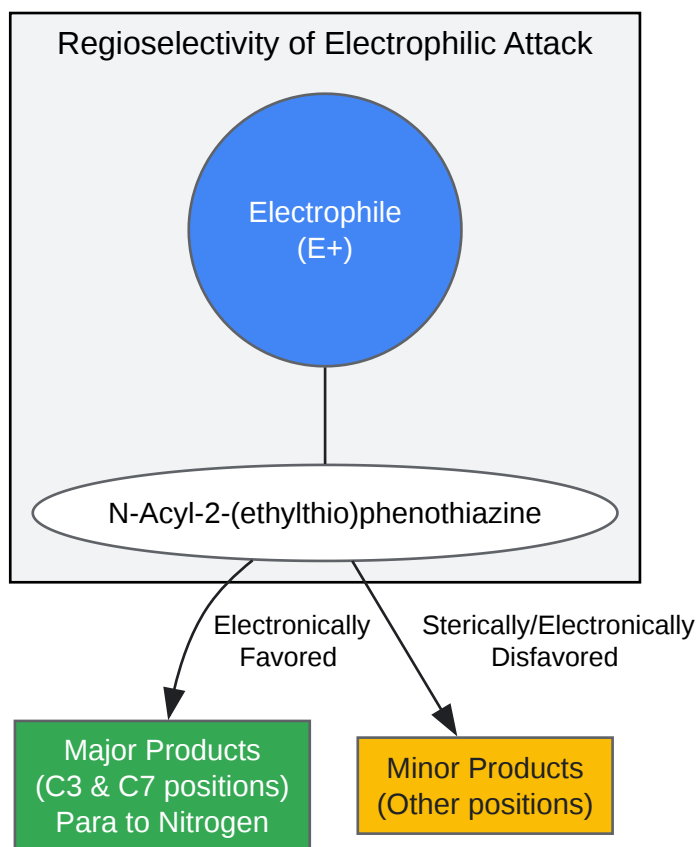 Regioselectivity of Electrophilic Attack
Electrophile
(E+)
N-Acyl-2-(ethylthio)phenothiazine
Electronically
Favored
Sterically/Electronically
Disfavored
Major Products
(C3 & C7 positions)
Para to Nitrogen
Minor Products
(Other positions)